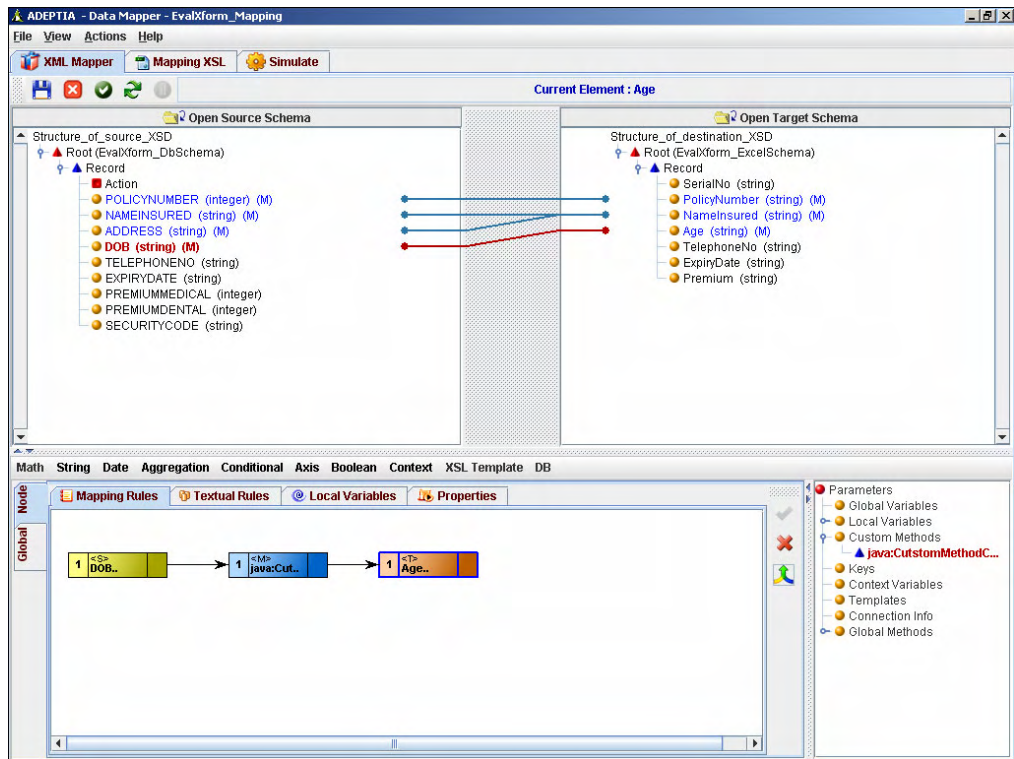 ADEPTIA - Data Mapper - EvalXform_Mapping
File View Actions Help
XML Mapper Mapping XSL Simulate
Current Element : Age
Open Source Schema Open Target Schema
Structure_of_source_XSD
Root (EvalXform_DbSchema)
Record
Action
POLICYNUMBER (integer) (M)
NAMEINSURED (string) (M)
ADDRESS (string) (M)
DOB (string) (M)
TELEPHONENO (string)
EXPIRYDATE (string)
PREMIUMMEDICAL (integer)
PREMIUMDENTAL (integer)
SECURITYCODE (string)
Structure_of_destination_XSD
Root (EvalXform_ExcelSchema)
Record
SerialNo (string)
PolicyNumber (string) (M)
NameInsured (string) (M)
Age (string) (M)
TelephoneNo (string)
ExpiryDate (string)
Premium (string)
Math String Date Aggregation Conditional Axis Boolean Context XSL Template DB
Node
Global
Mapping Rules Textual Rules Local Variables Properties
1 <S> DOB..
1 <M> java:Cut..
1 <T> Age..
Parameters
Global Variables
Local Variables
Custom Methods
java:CutstomMethodC...
Keys
Context Variables
Templates
Connection Info
Global Methods